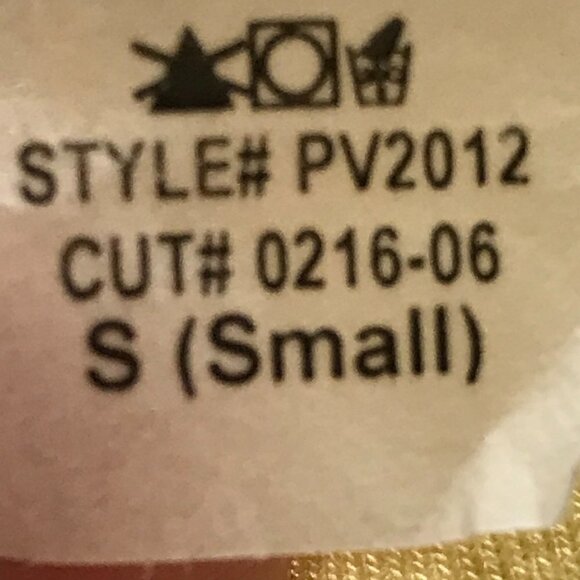 STYLE# PV2012
CUT# 0216-06
S (Small)